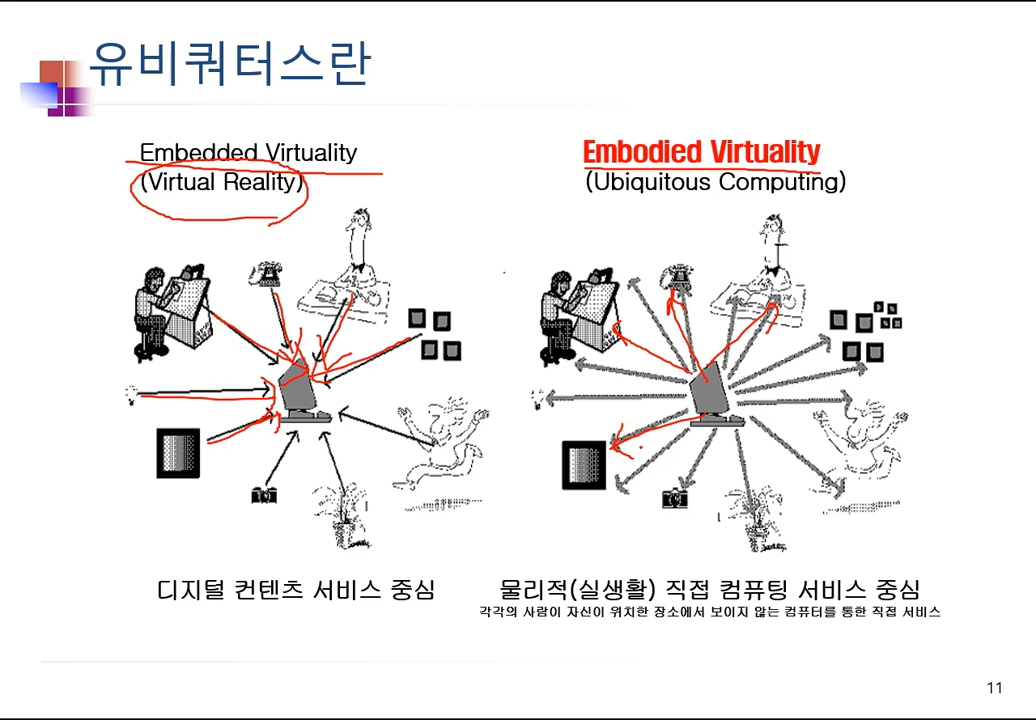 유비쿼터스란
Embedded Virtuality
(Virtual Reality)
Embodied Virtuality
(Ubiquitous Computing)
디지털 컨텐츠 서비스 중심
물리적(실생활) 직접 컴퓨팅 서비스 중심
각각의 사람이 자신이 위치한 장소에서 보이지 않는 컴퓨터를 통한 직접 서비스
11